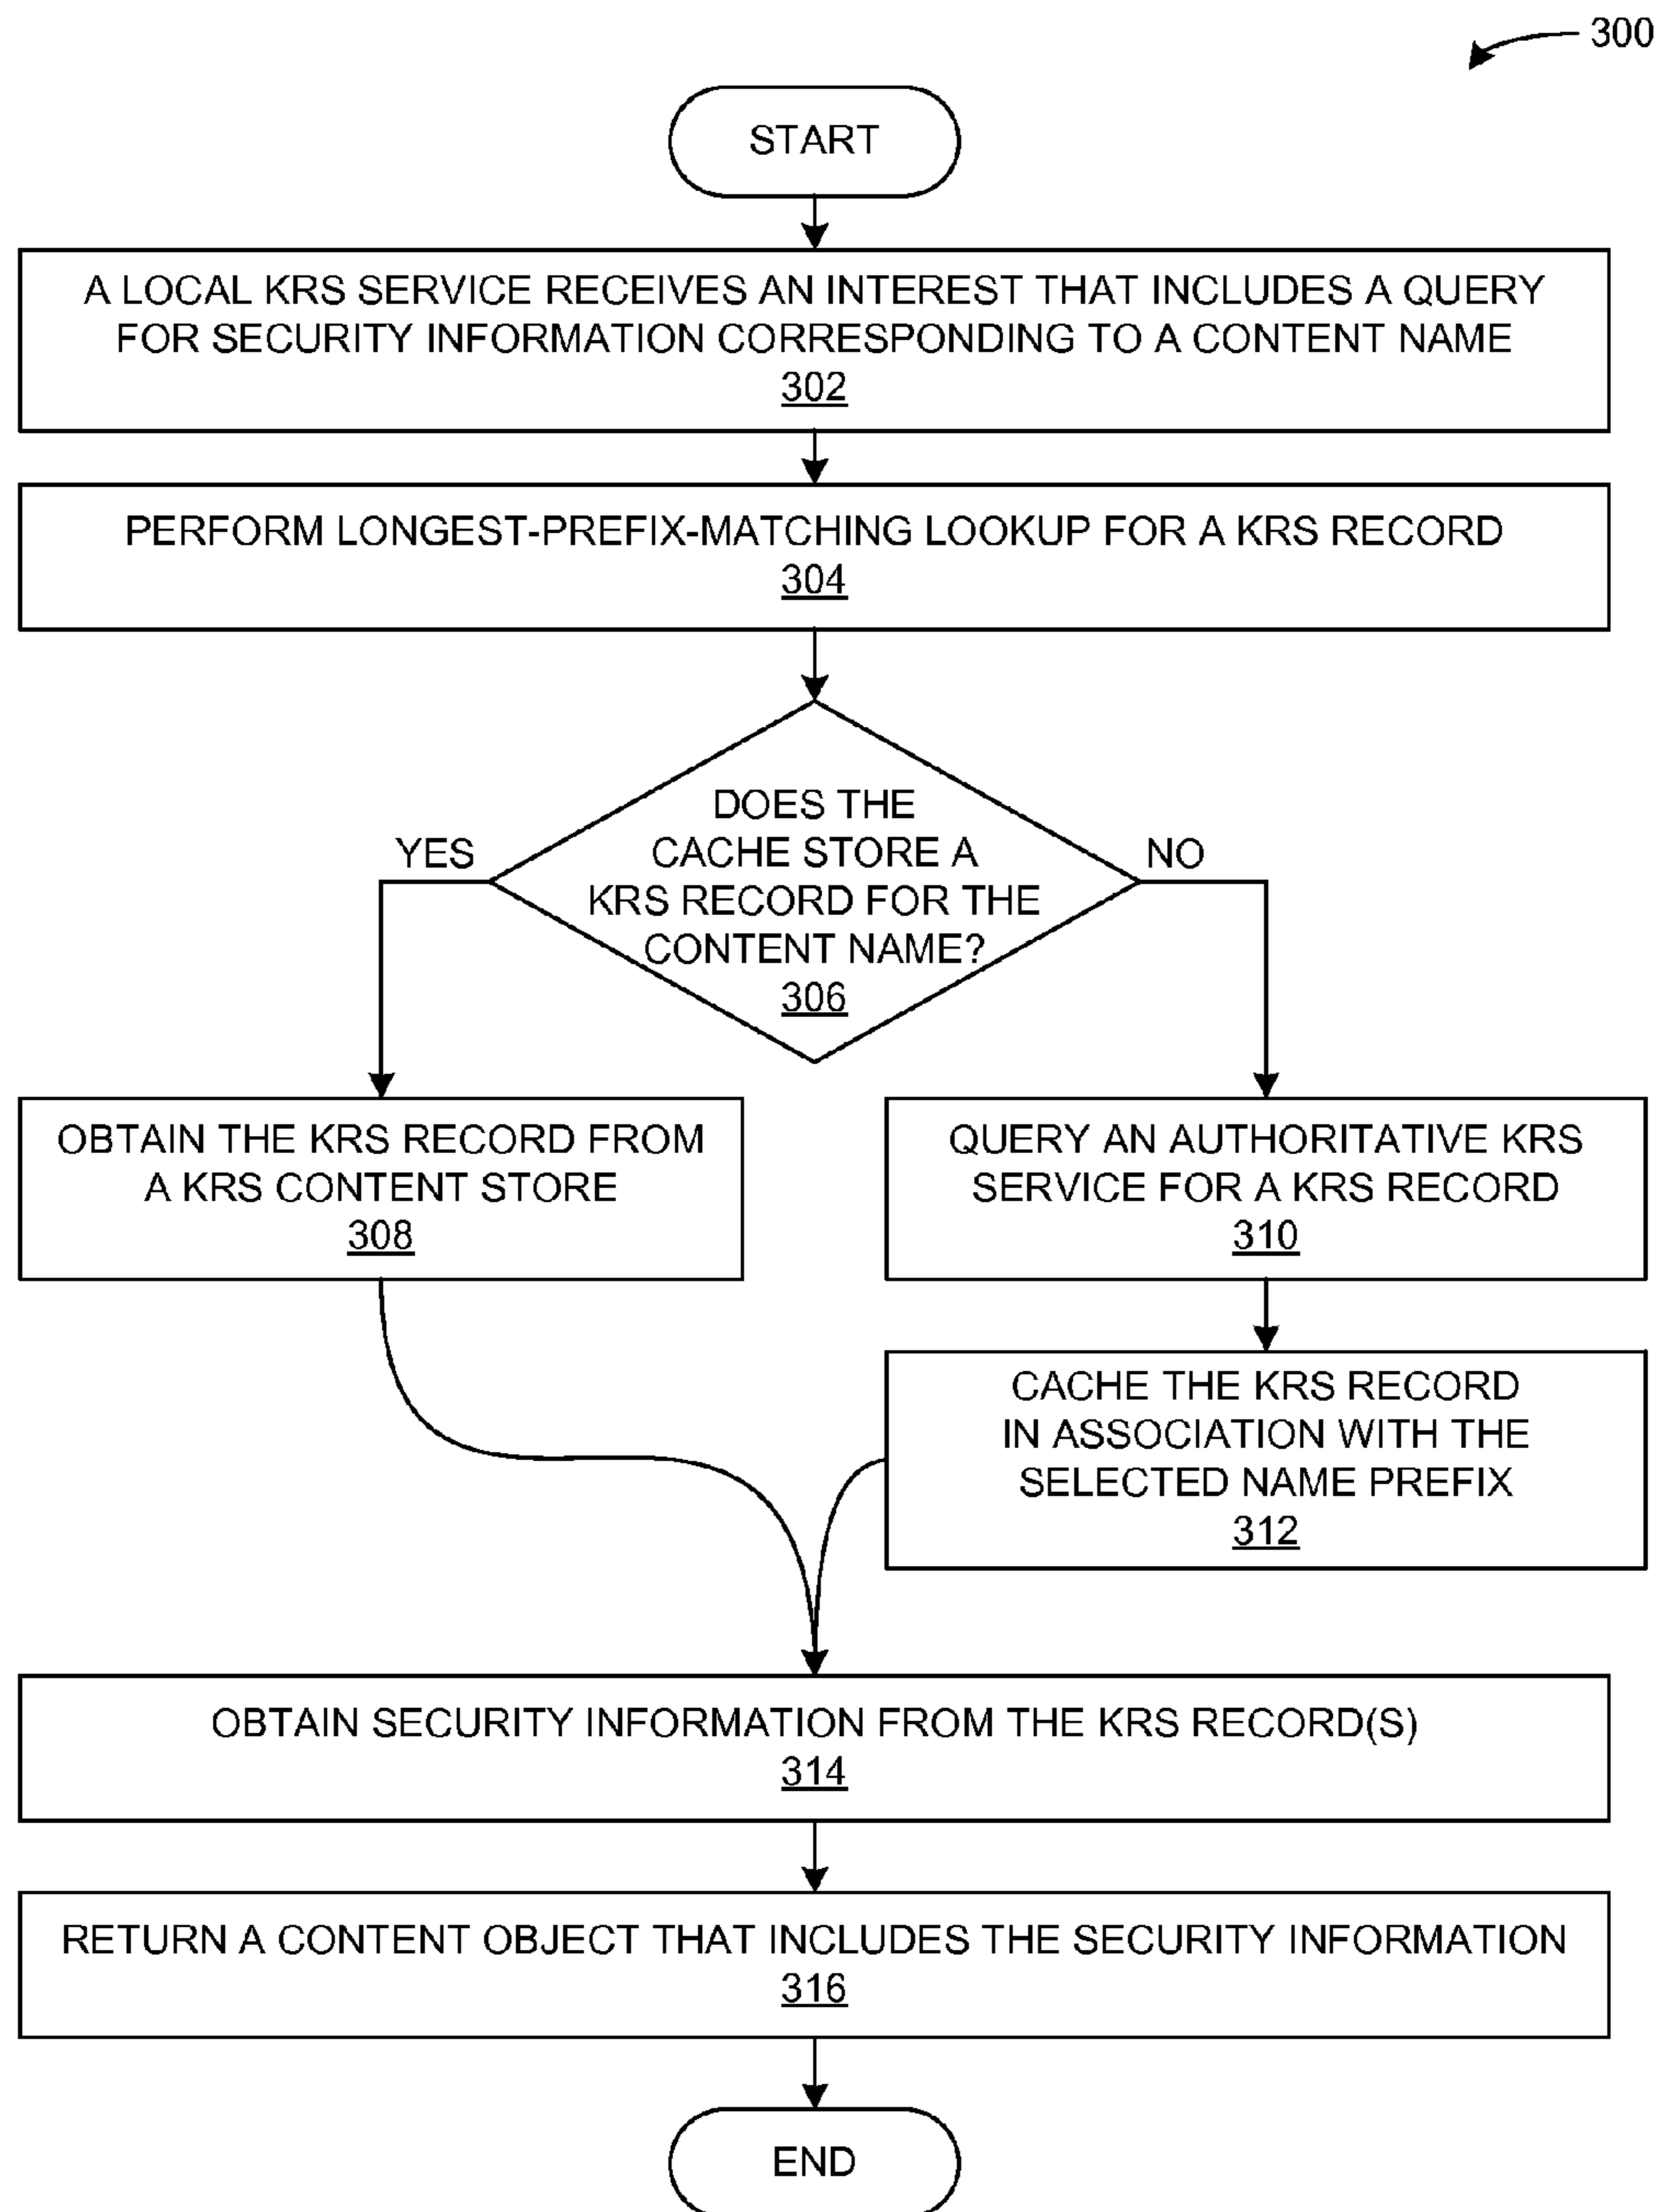 300
START
A LOCAL KRS SERVICE RECEIVES AN INTEREST THAT INCLUDES A QUERY
FOR SECURITY INFORMATION CORRESPONDING TO A CONTENT NAME
302
PERFORM LONGEST-PREFIX-MATCHING LOOKUP FOR A KRS RECORD
304
DOES THE
CACHE STORE A
KRS RECORD FOR THE
CONTENT NAME?
306
YES
NO
OBTAIN THE KRS RECORD FROM
A KRS CONTENT STORE
308
QUERY AN AUTHORITATIVE KRS
SERVICE FOR A KRS RECORD
310
CACHE THE KRS RECORD
IN ASSOCIATION WITH THE
SELECTED NAME PREFIX
312
OBTAIN SECURITY INFORMATION FROM THE KRS RECORD(S)
314
RETURN A CONTENT OBJECT THAT INCLUDES THE SECURITY INFORMATION
316
END